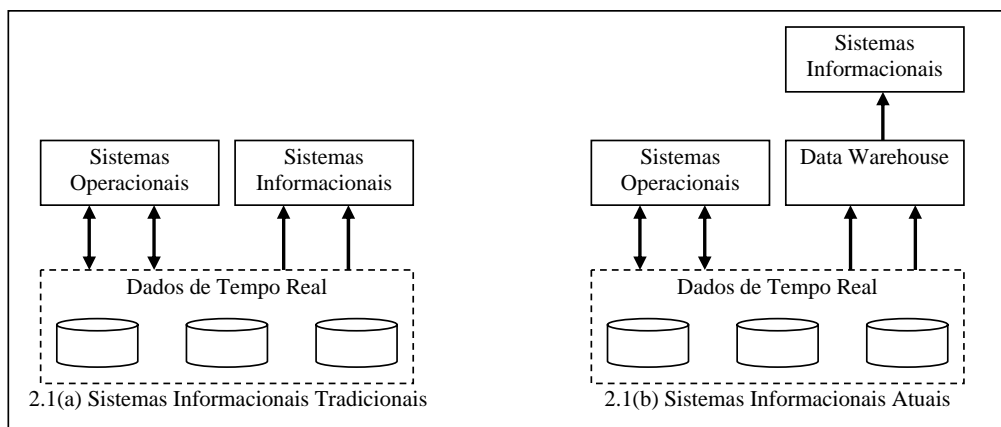 Sistemas
Informacionais
Sistemas
Operacionais
Sistemas
Informacionais
Sistemas
Operacionais
Data Warehouse
Dados de Tempo Real
Dados de Tempo Real
2.1(a) Sistemas Informacionais Tradicionais
2.1(b) Sistemas Informacionais Atuais